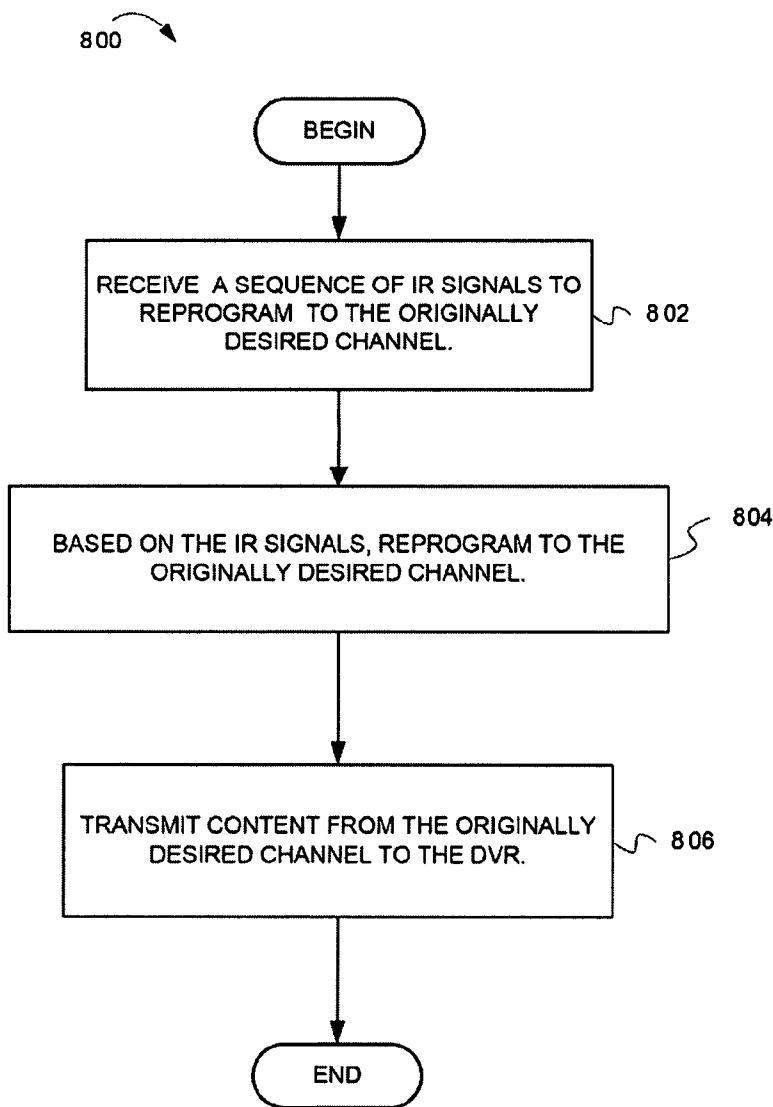 800
BEGIN
RECEIVE A SEQUENCE OF IR SIGNALS TO
REPROGRAM TO THE ORIGINALLY
DESIRED CHANNEL.
802
BASED ON THE IR SIGNALS, REPROGRAM TO THE
ORIGINALLY DESIRED CHANNEL.
804
TRANSMIT CONTENT FROM THE ORIGINALLY
DESIRED CHANNEL TO THE DVR.
806
END